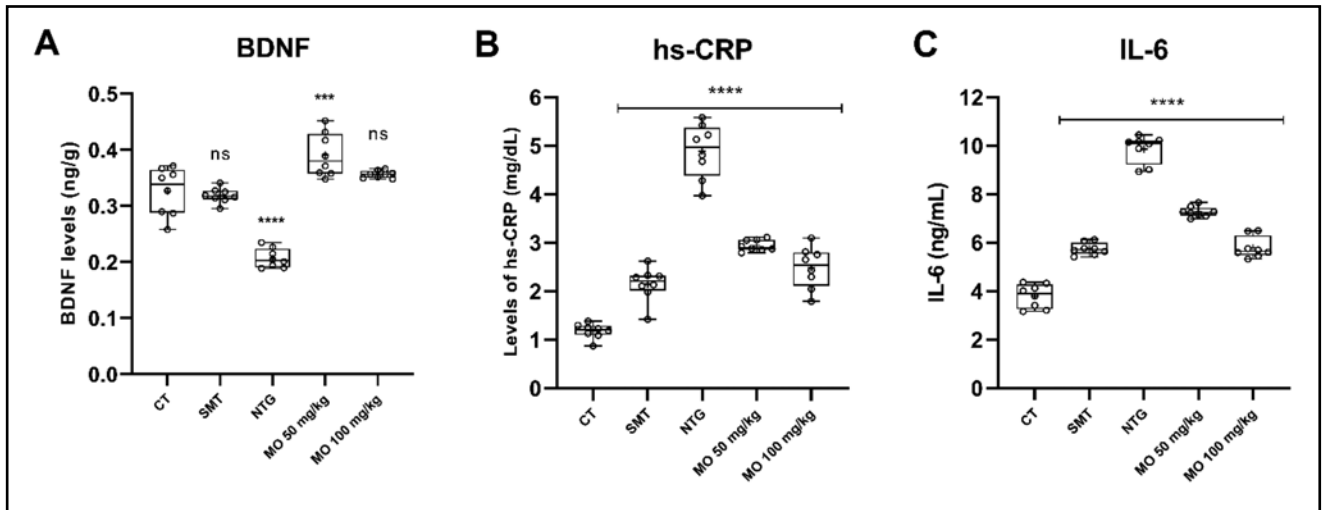 A
BDNF
BDNF levels (ng/g)
0.5
0.4
0.3
0.2
0.1
0.0
ns
****
***
ns
CT
SMT
NTG
MO 50 mg/kg
MO 100 mg/kg
B
hs-CRP
Levels of hs-CRP (mg/dL)
6
5
4
3
2
1
0
****
CT
SMT
NTG
MO 50 mg/kg
MO 100 mg/kg
C
IL-6
IL-6 (ng/mL)
12
10
8
6
4
2
0
****
CT
SMT
NTG
MO 50 mg/kg
MO 100 mg/kg